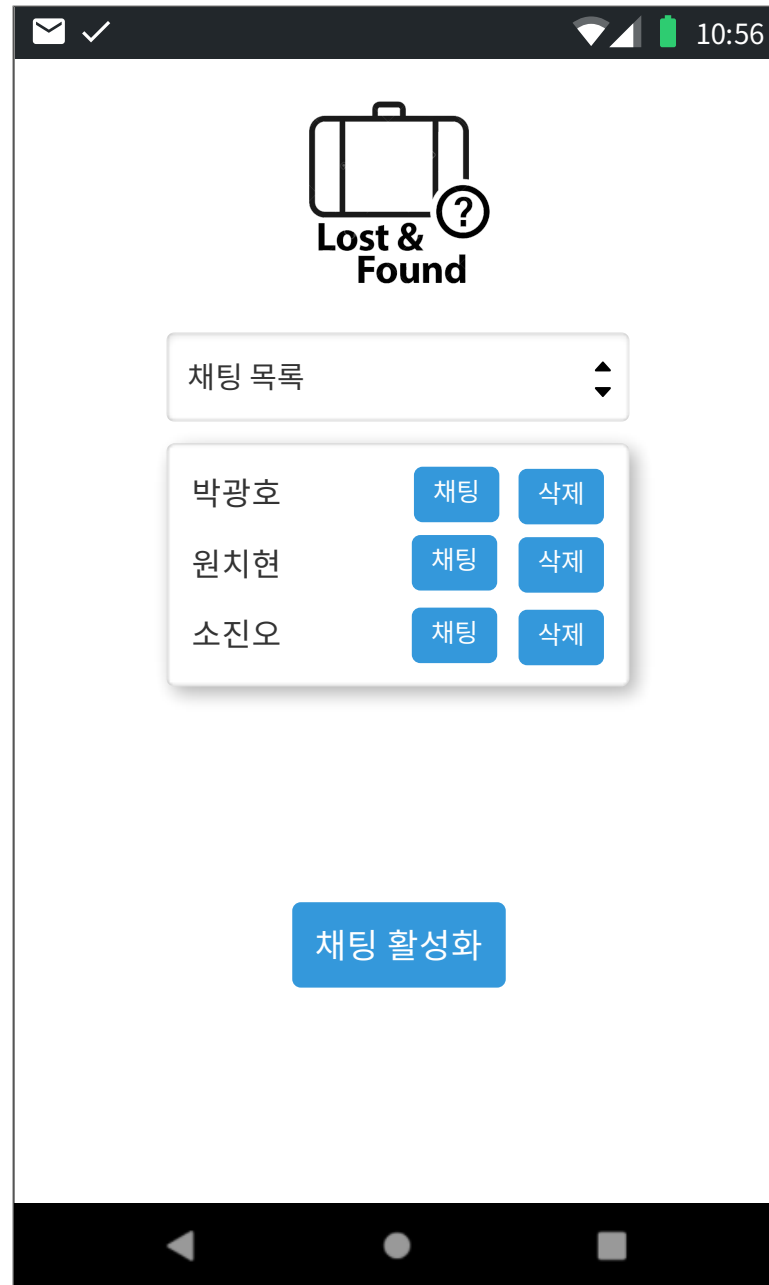 10:56
?
Lost &
Found
채팅 목록
박광호 채팅 삭제
원치현 채팅 삭제
소진오 채팅 삭제
채팅 활성화